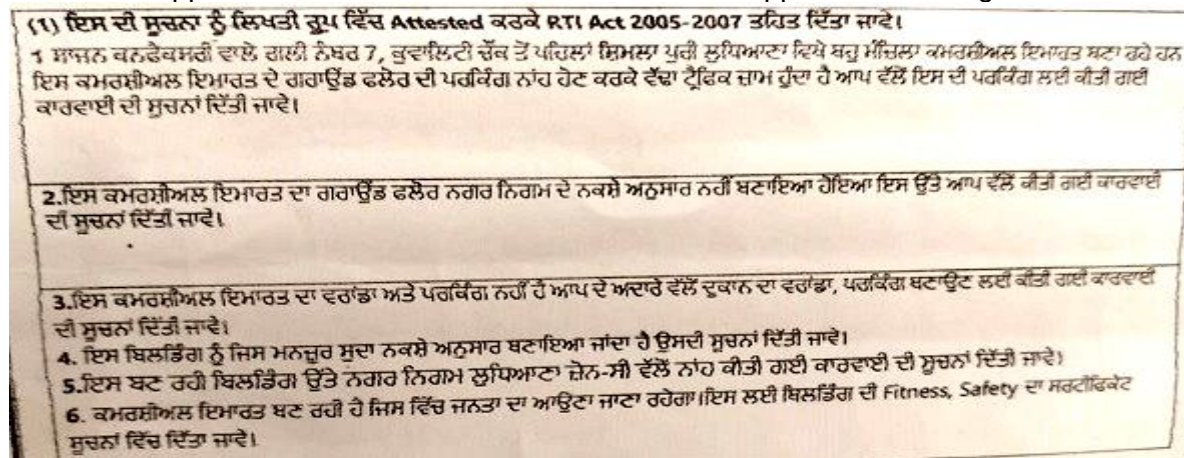 (1) ਇਸ ਦੀ ਸੂਚਨਾ ਨੂੰ ਲਿਖਤੀ ਰੂਪ ਵਿੱਚ Attested ਕਰਕੇ RTI Act 2005-2007 ਤਹਿਤ ਦਿੱਤਾ ਜਾਵੇ।
1 ਸਾਜਨ ਕਨਫੇਕਸਰੀ ਵਾਲੇ ਗਲੀ ਨੰਬਰ 7, ਕੁਵਾਲਿਟੀ ਚੌਂਕ ਤੋਂ ਪਹਿਲਾਂ ਸ਼ਿਮਲਾ ਪੁਰੀ ਲੁਧਿਆਣਾ ਵਿਖੇ ਬਹੁ ਮੰਜਿਲਾ ਕਮਰਸ਼ੀਅਲ ਇਮਾਰਤ ਬਣਾ ਰਹੇ ਹਨ
ਇਸ ਕਮਰਸ਼ੀਅਲ ਇਮਾਰਤ ਦੇ ਗਰਾਊਂਡ ਫਲੋਰ ਦੀ ਪਰਕਿੰਗ ਨਾਂਹ ਹੋਣ ਕਰਕੇ ਵੱਢਾ ਟ੍ਰੈਫਿਕ ਜਾਮ ਹੁੰਦਾ ਹੈ ਆਪ ਵੱਲੋਂ ਇਸ ਦੀ ਪਰਕਿੰਗ ਲਈ ਕੀਤੀ ਗਈ
ਕਾਰਵਾਈ ਦੀ ਸੂਚਨਾਂ ਦਿੱਤੀ ਜਾਵੇ।
2.ਇਸ ਕਮਰਸ਼ੀਅਲ ਇਮਾਰਤ ਦਾ ਗਰਾਊਂਡ ਫਲੋਰ ਨਗਰ ਨਿਗਮ ਦੇ ਨਕਸ਼ੇ ਅਨੁਸਾਰ ਨਹੀਂ ਬਣਾਇਆ ਹੋਇਆ ਇਸ ਉੱਤੇ ਆਪ ਵੱਲੋਂ ਕੀਤੀ ਗਈ ਕਾਰਵਾਈ
ਦੀ ਸੂਚਨਾਂ ਦਿੱਤੀ ਜਾਵੇ।
3.ਇਸ ਕਮਰਸ਼ੀਅਲ ਇਮਾਰਤ ਦਾ ਵਰਾਂਡਾ ਅਤੇ ਪਰਕਿੰਗ ਨਹੀਂ ਹੈ ਆਪ ਦੇ ਅਦਾਰੇ ਵੱਲੋਂ ਦੁਕਾਨ ਦਾ ਵਰਾਂਡਾ, ਪਰਕਿੰਗ ਬਣਾਉਣ ਲਈ ਕੀਤੀ ਗਈ ਕਾਰਵਾਈ
ਦੀ ਸੂਚਨਾਂ ਦਿੱਤੀ ਜਾਵੇ।
4. ਇਸ ਬਿਲਡਿੰਗ ਨੂੰ ਜਿਸ ਮਨਜ਼ੂਰ ਸੁਦਾ ਨਕਸ਼ੇ ਅਨੁਸਾਰ ਬਣਾਇਆ ਜਾਂਦਾ ਹੈ ਉਸਦੀ ਸੂਚਨਾਂ ਦਿੱਤੀ ਜਾਵੇ।
5.ਇਸ ਬਣ ਰਹੀ ਬਿਲਡਿੰਗ ਉੱਤੇ ਨਗਰ ਨਿਗਮ ਲੁਧਿਆਣਾ ਜ਼ੋਨ-ਸੀ ਵੱਲੋਂ ਨਾਂਹ ਕੀਤੀ ਗਈ ਕਾਰਵਾਈ ਦੀ ਸੂਚਨਾਂ ਦਿੱਤੀ ਜਾਵੇ।
6. ਕਮਰਸ਼ੀਅਲ ਇਮਾਰਤ ਬਣ ਰਹੀ ਹੈ ਜਿਸ ਵਿੱਚ ਜਨਤਾ ਦਾ ਆਉਣਾ ਜਾਣਾ ਰਹੇਗਾ।ਇਸ ਲਈ ਬਿਲਡਿੰਗ ਦੀ Fitness, Safety ਦਾ ਸਰਟੀਫਿਕੇਟ
ਸੂਚਨਾਂ ਵਿੱਚ ਦਿੱਤਾ ਜਾਵੇ।